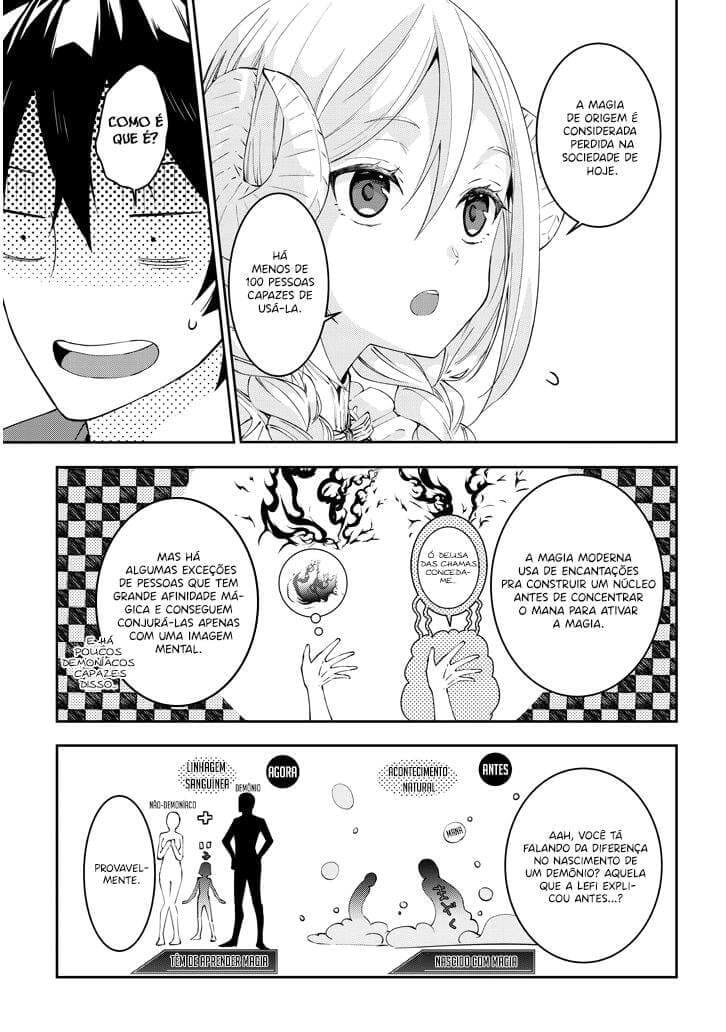 A MAGIA
DE ORIGEM É
CONSIDERADA
PERDIDA NA
SOCIEDADE DE
HOJE.
HÁ
MENOS DE
100 PESSOAS
CAPAZES DE
USÁ-LA.
COMO É
QUE É?
A MAGIA MODERNA
USA DE ENCANTAÇÕES
PRA CONSTRUIR UM NÚCLEO
ANTES DE CONCENTRAR
O MANA PARA ATIVAR
A MAGIA.
Ó DEUSA
DAS CHAMAS
CONCEDA-
ME.
MAS HÁ
ALGUMAS EXCEÇÕES
DE PESSOAS QUE TEM
GRANDE AFINIDADE MÁ-
GICA E CONSEGUEM
CONJURÁ-LAS APENAS
COM UMA IMAGEM
MENTAL.
E HÁ
POUCOS
DEMONÍACOS
CAPAZES
DISSO.
AAH, VOCÊ TÁ
FALANDO DA DIFERENÇA
NO NASCIMENTO DE
UM DEMÔNIO? AQUELA
QUE A LEFI EXPLI-
COU ANTES...?
ANTES
ACONTECIMENTO
NATURAL
MANA
NASCIDO COM MAGIA
AGORA
LINHAGEM
SANGUÍNEA
DEMÔNIO
NÃO-DEMONÍACO
+
TÊM DE APRENDER MAGIA
PROVAVEL-
MENTE.